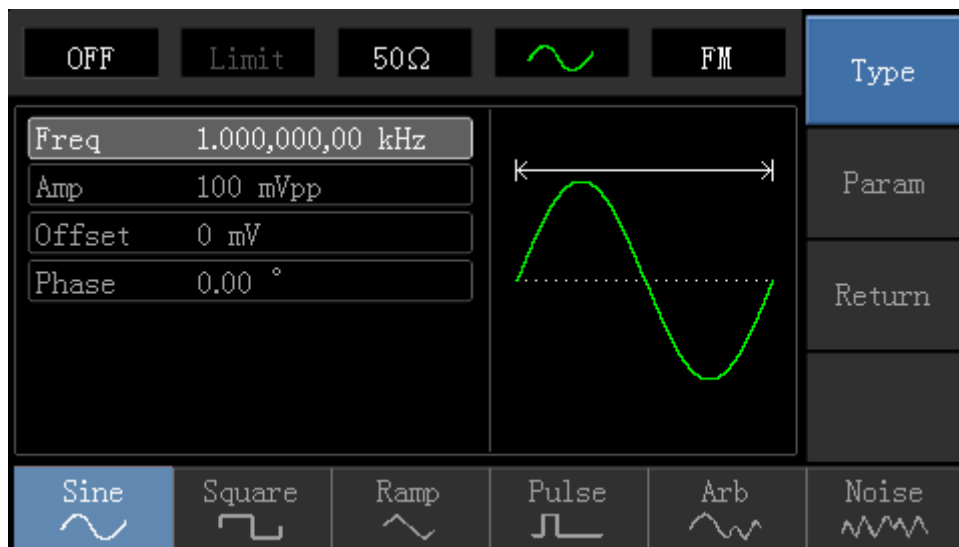 OFF Limit 50Ω FM
Type
Freq 1.000,000,00 kHz
Amp 100 mVpp
Offset 0 mV
Phase 0.00 °
Param
Return
Sine Square Ramp Pulse Arb Noise